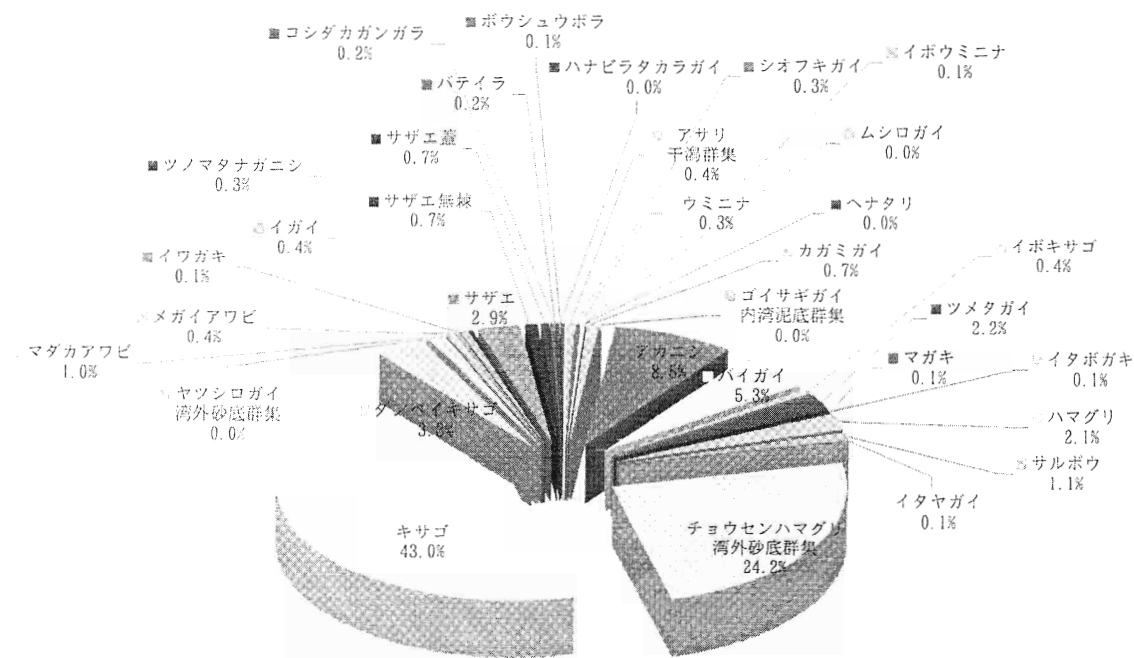 コシダカガンガラ
0.2%
ボウシュウボラ
0.1%
ハナビラタカラガイ
0.0%
シオフキガイ
0.3%
イボウミニナ
0.1%
バテイラ
0.2%
サザエ蓋
0.7%
アサリ
干潟群集
0.4%
ムシロガイ
0.0%
ツノマタナガニシ
0.3%
サザエ無棘
0.7%
ウミニナ
0.3%
ヘナタリ
0.0%
イガイ
0.4%
カガミガイ
0.7%
イボキサゴ
0.4%
イワガキ
0.1%
サザエ
2.9%
ゴイサギガイ
内湾泥底群集
0.0%
ツメタガイ
2.2%
メガイアワビ
0.4%
マダカアワビ
1.0%
アカニシ
8.5%
バイガイ
5.3%
マガキ
0.1%
イタボガキ
0.1%
ヤツシロガイ
湾外砂底群集
0.0%
ダンベイキサゴ
ハマグリ
2.1%
サルボウ
1.1%
イタヤガイ
0.1%
キサゴ
43.0%
チョウセンハマグリ
湾外砂底群集
24.2%